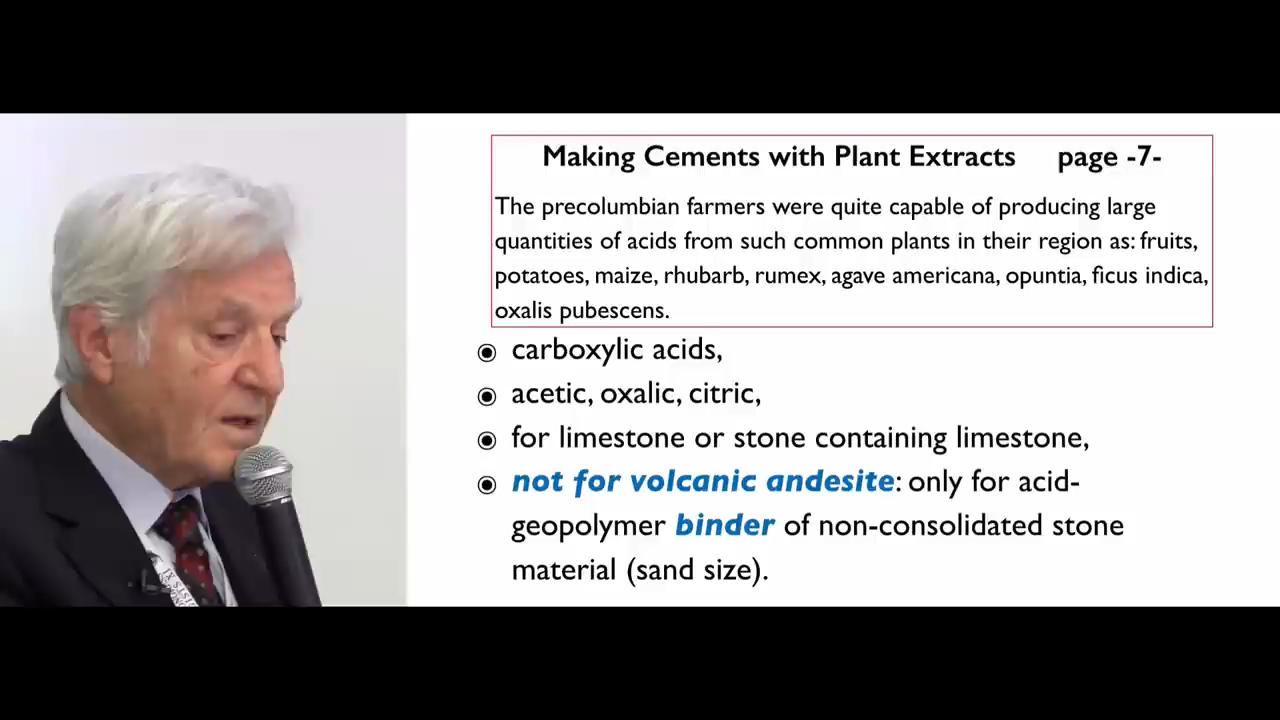 Making Cements with Plant Extracts page -7-
The precolumbian farmers were quite capable of producing large
quantities of acids from such common plants in their region as: fruits,
potatoes, maize, rhubarb, rumex, agave americana, opuntia, ficus indica,
oxalis pubescens.
carboxylic acids,
acetic, oxalic, citric,
for limestone or stone containing limestone,
not for volcanic andesite: only for acid-
geopolymer binder of non-consolidated stone
material (sand size).